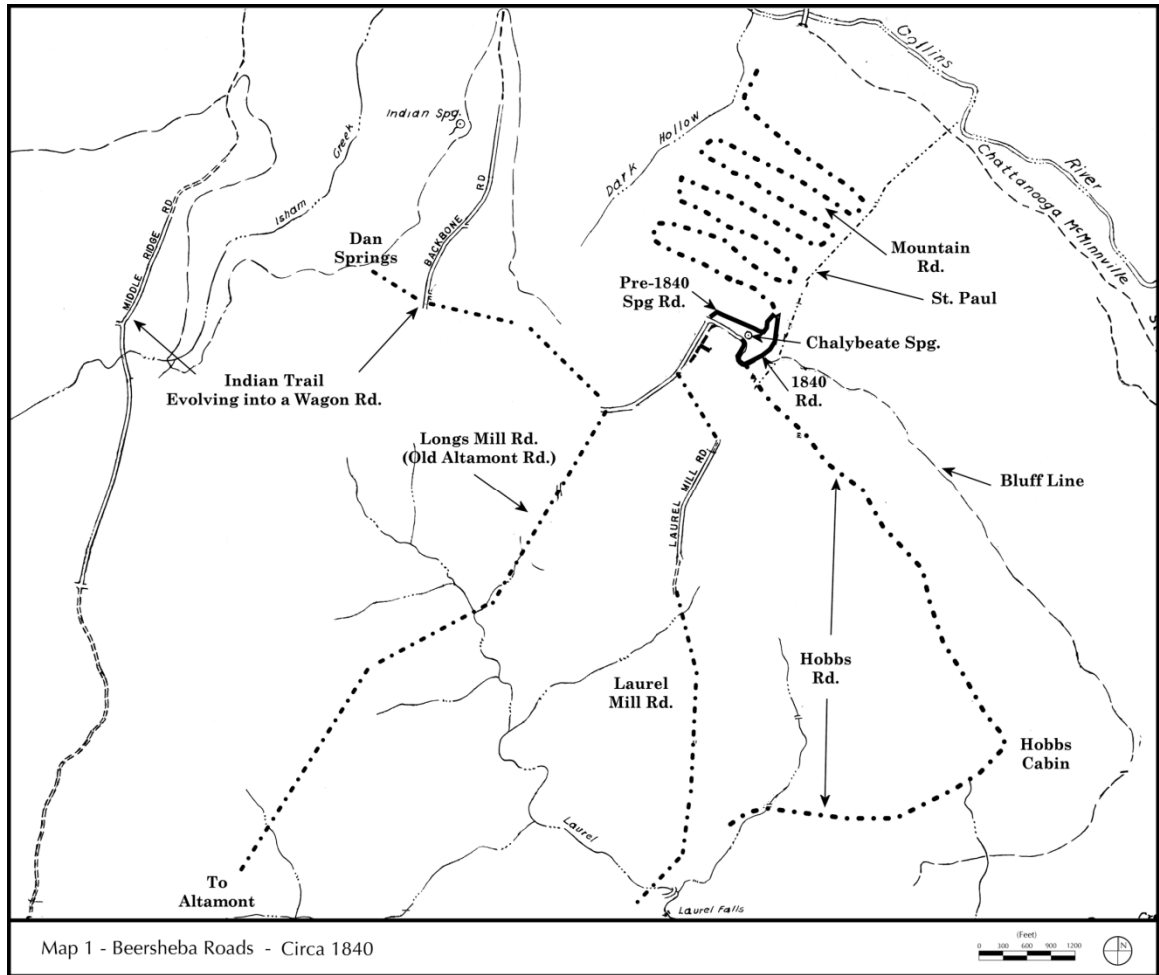 Collins
River
Chattanooga McMinnville
Indian Spg.
Creek
Isham
Dark Hollow
MIDDLE RIDGE RD
BACKBONE RD
Dan
Springs
Mountain
Rd.
Pre-1840
Spg Rd.
St. Paul
Chalybeate Spg.
1840
Rd.
Indian Trail
Evolving into a Wagon Rd.
Longs Mill Rd.
(Old Altamont Rd.)
LAUREL MILL RD
Bluff Line
Hobbs
Rd.
Laurel
Mill Rd.
Hobbs
Cabin
Laurel
To
Altamont
Laurel Falls
Map 1 - Beersheba Roads - Circa 1840
(Feet)
0 300 600 900 1200
N